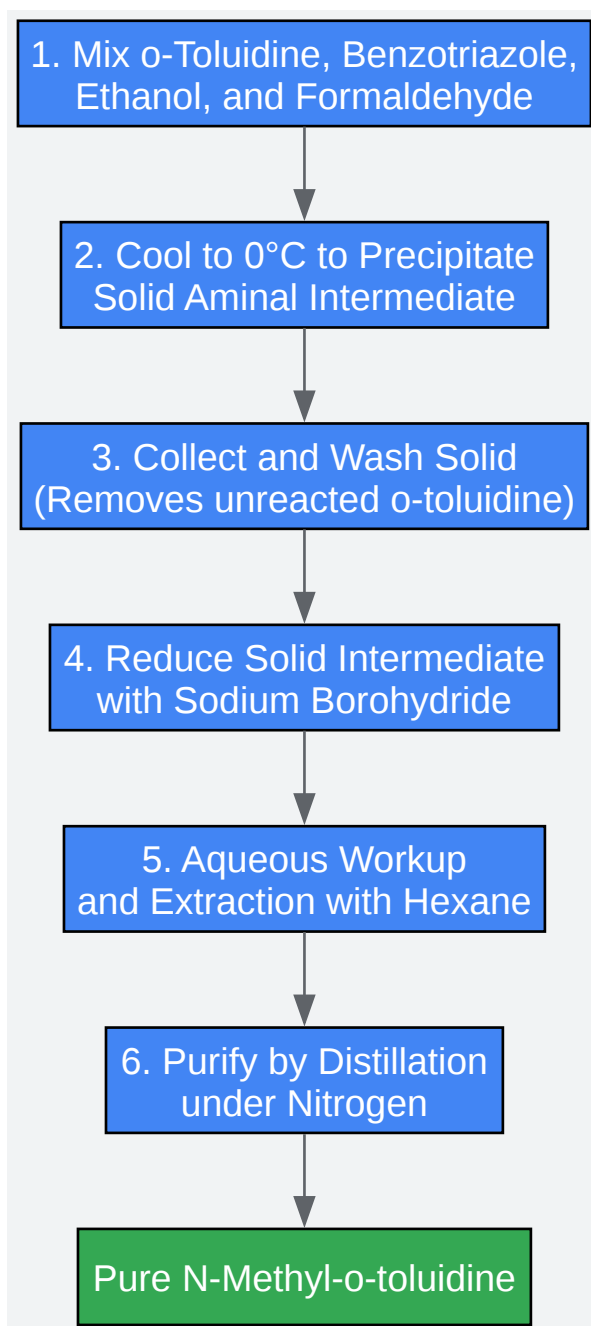 1. Mix o-Toluidine, Benzotriazole,
Ethanol, and Formaldehyde
2. Cool to 0°C to Precipitate
Solid Aminal Intermediate
3. Collect and Wash Solid
(Removes unreacted o-toluidine)
4. Reduce Solid Intermediate
with Sodium Borohydride
5. Aqueous Workup
and Extraction with Hexane
6. Purify by Distillation
under Nitrogen
Pure N-Methyl-o-toluidine